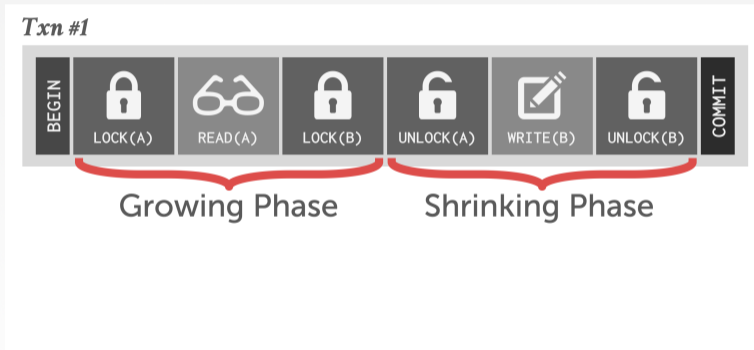 Txn #1
BEGIN
LOCK(A)
READ(A)
LOCK(B)
UNLOCK(A)
WRITE(B)
UNLOCK(B)
COMMIT
Growing Phase
Shrinking Phase